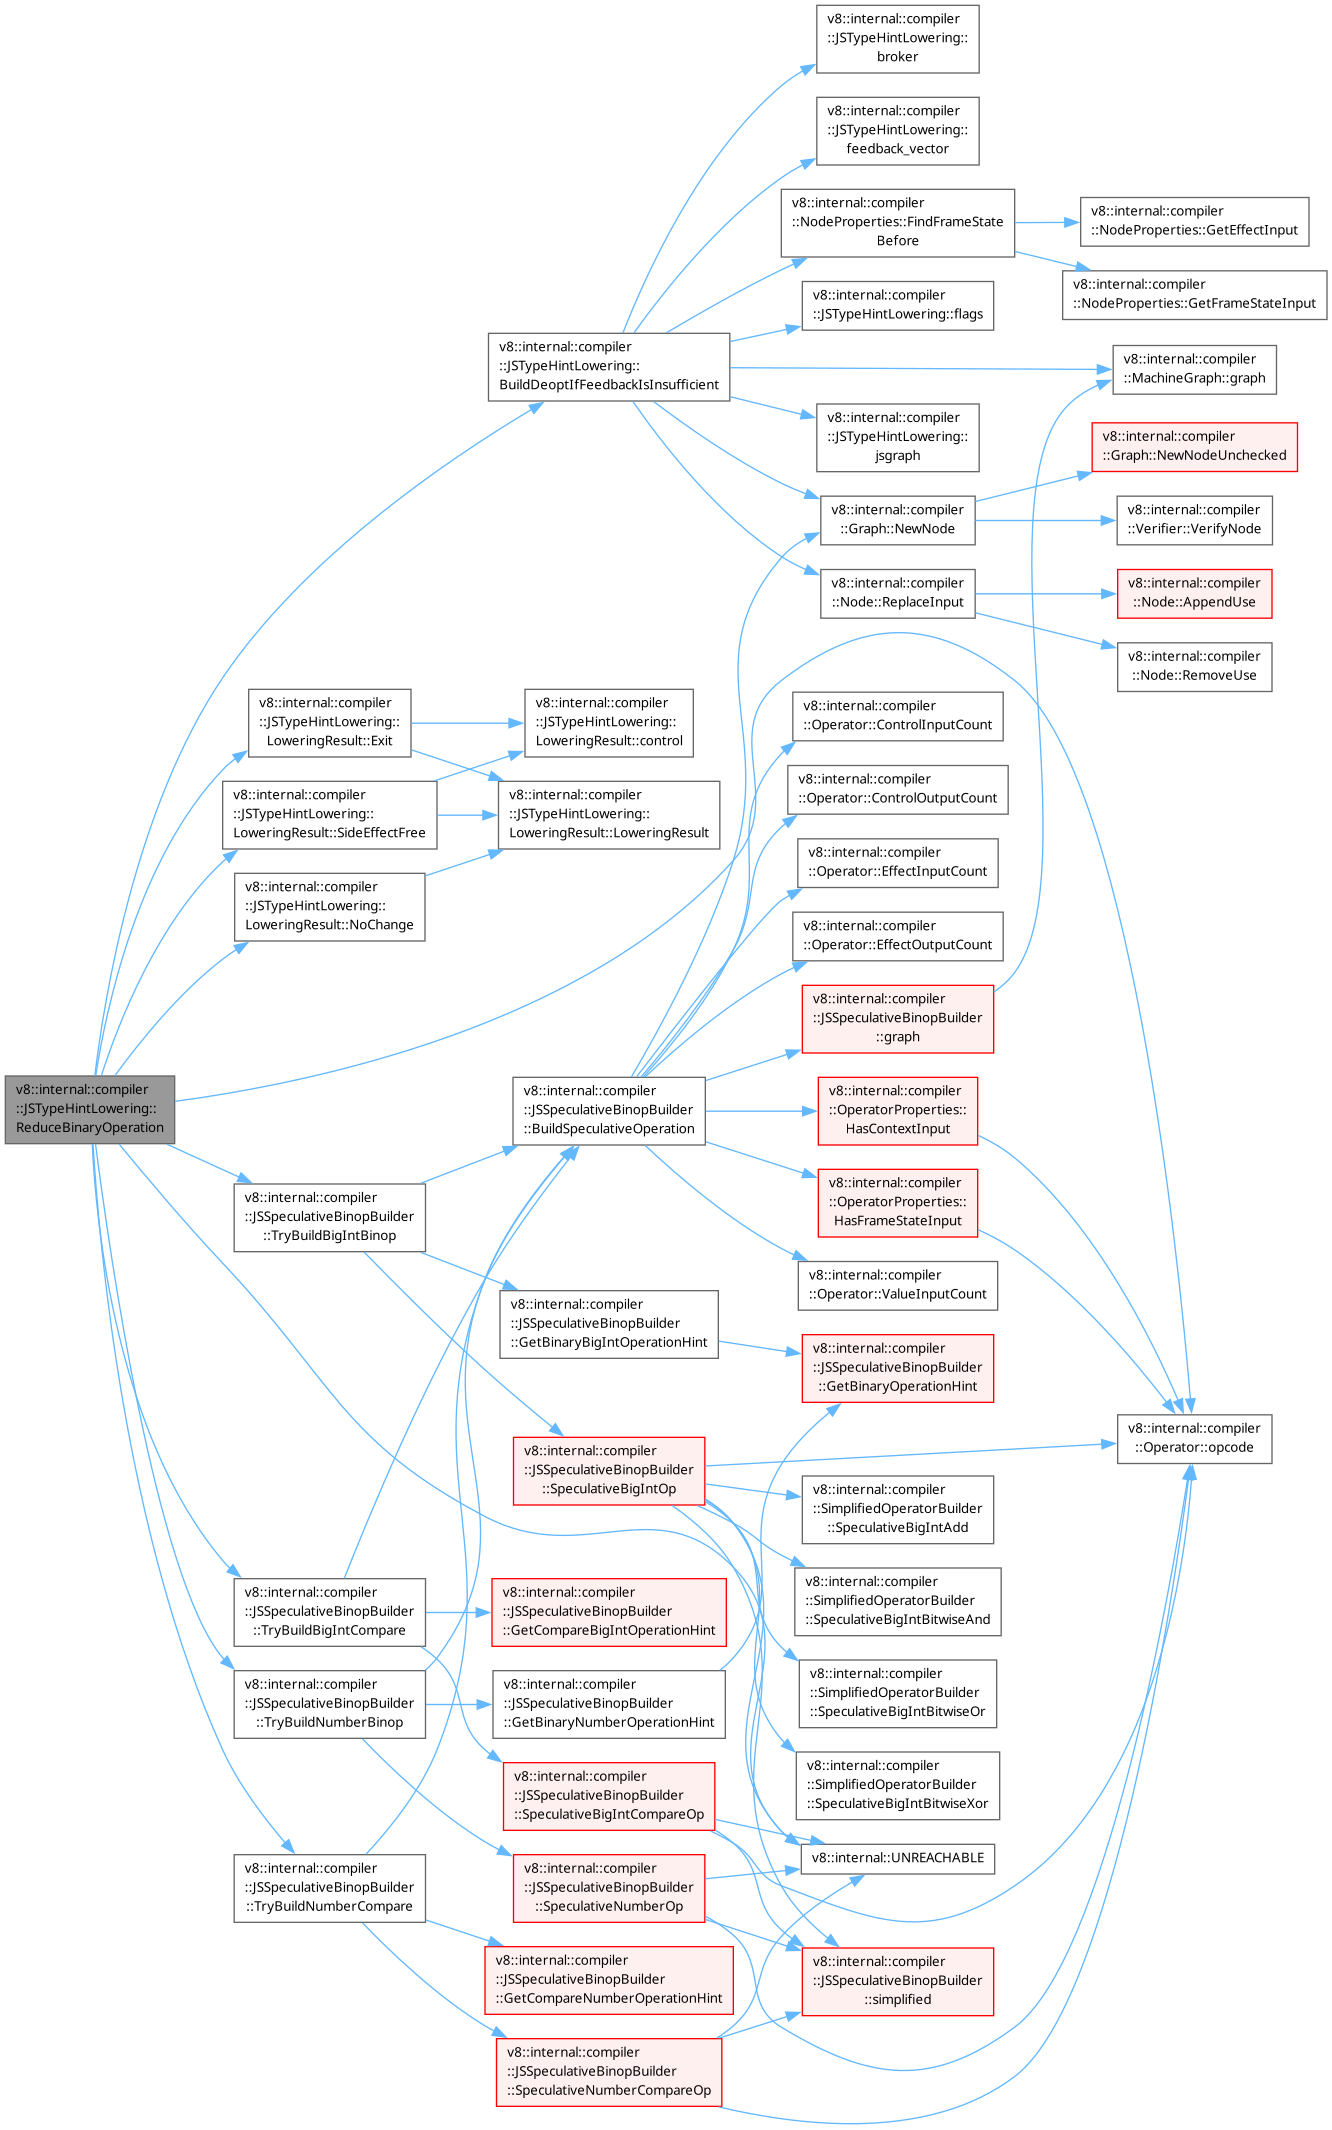 v8::internal::compiler
::JSTypeHintLowering::
broker
v8::internal::compiler
::JSTypeHintLowering::
feedback_vector
v8::internal::compiler
::NodeProperties::FindFrameState
Before
v8::internal::compiler
::NodeProperties::GetEffectInput
v8::internal::compiler
::NodeProperties::GetFrameStateInput
v8::internal::compiler
::JSTypeHintLowering::flags
v8::internal::compiler
::JSTypeHintLowering::
BuildDeoptIfFeedbackIsInsufficient
v8::internal::compiler
::MachineGraph::graph
v8::internal::compiler
::JSTypeHintLowering::
jsgraph
v8::internal::compiler
::Graph::NewNodeUnchecked
v8::internal::compiler
::Graph::NewNode
v8::internal::compiler
::Verifier::VerifyNode
v8::internal::compiler
::Node::ReplaceInput
v8::internal::compiler
::Node::AppendUse
v8::internal::compiler
::Node::RemoveUse
v8::internal::compiler
::JSTypeHintLowering::
LoweringResult::Exit
v8::internal::compiler
::JSTypeHintLowering::
LoweringResult::control
v8::internal::compiler
::Operator::ControlInputCount
v8::internal::compiler
::JSTypeHintLowering::
LoweringResult::SideEffectFree
v8::internal::compiler
::JSTypeHintLowering::
LoweringResult::LoweringResult
v8::internal::compiler
::Operator::ControlOutputCount
v8::internal::compiler
::JSTypeHintLowering::
LoweringResult::NoChange
v8::internal::compiler
::Operator::EffectInputCount
v8::internal::compiler
::Operator::EffectOutputCount
v8::internal::compiler
::JSSpeculativeBinopBuilder
::graph
v8::internal::compiler
::JSTypeHintLowering::
ReduceBinaryOperation
v8::internal::compiler
::JSSpeculativeBinopBuilder
::BuildSpeculativeOperation
v8::internal::compiler
::OperatorProperties::
HasContextInput
v8::internal::compiler
::JSSpeculativeBinopBuilder
::TryBuildBigIntBinop
v8::internal::compiler
::OperatorProperties::
HasFrameStateInput
v8::internal::compiler
::Operator::ValueInputCount
v8::internal::compiler
::JSSpeculativeBinopBuilder
::GetBinaryBigIntOperationHint
v8::internal::compiler
::JSSpeculativeBinopBuilder
::GetBinaryOperationHint
v8::internal::compiler
::Operator::opcode
v8::internal::compiler
::JSSpeculativeBinopBuilder
::SpeculativeBigIntOp
v8::internal::compiler
::SimplifiedOperatorBuilder
::SpeculativeBigIntAdd
v8::internal::compiler
::JSSpeculativeBinopBuilder
::TryBuildBigIntCompare
v8::internal::compiler
::JSSpeculativeBinopBuilder
::GetCompareBigIntOperationHint
v8::internal::compiler
::SimplifiedOperatorBuilder
::SpeculativeBigIntBitwiseAnd
v8::internal::compiler
::JSSpeculativeBinopBuilder
::TryBuildNumberBinop
v8::internal::compiler
::JSSpeculativeBinopBuilder
::GetBinaryNumberOperationHint
v8::internal::compiler
::SimplifiedOperatorBuilder
::SpeculativeBigIntBitwiseOr
v8::internal::compiler
::JSSpeculativeBinopBuilder
::SpeculativeBigIntCompareOp
v8::internal::compiler
::SimplifiedOperatorBuilder
::SpeculativeBigIntBitwiseXor
v8::internal::UNREACHABLE
v8::internal::compiler
::JSSpeculativeBinopBuilder
::TryBuildNumberCompare
v8::internal::compiler
::JSSpeculativeBinopBuilder
::SpeculativeNumberOp
v8::internal::compiler
::JSSpeculativeBinopBuilder
::GetCompareNumberOperationHint
v8::internal::compiler
::JSSpeculativeBinopBuilder
::simplified
v8::internal::compiler
::JSSpeculativeBinopBuilder
::SpeculativeNumberCompareOp